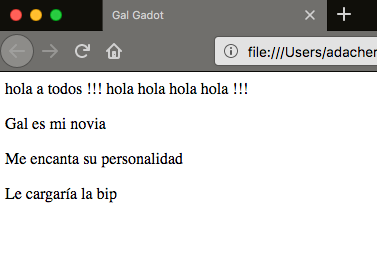 Gal Gadot
file:///Users/adacher
hola a todos !!! hola hola hola hola !!!
Gal es mi novia
Me encanta su personalidad
Le cargaría la bip